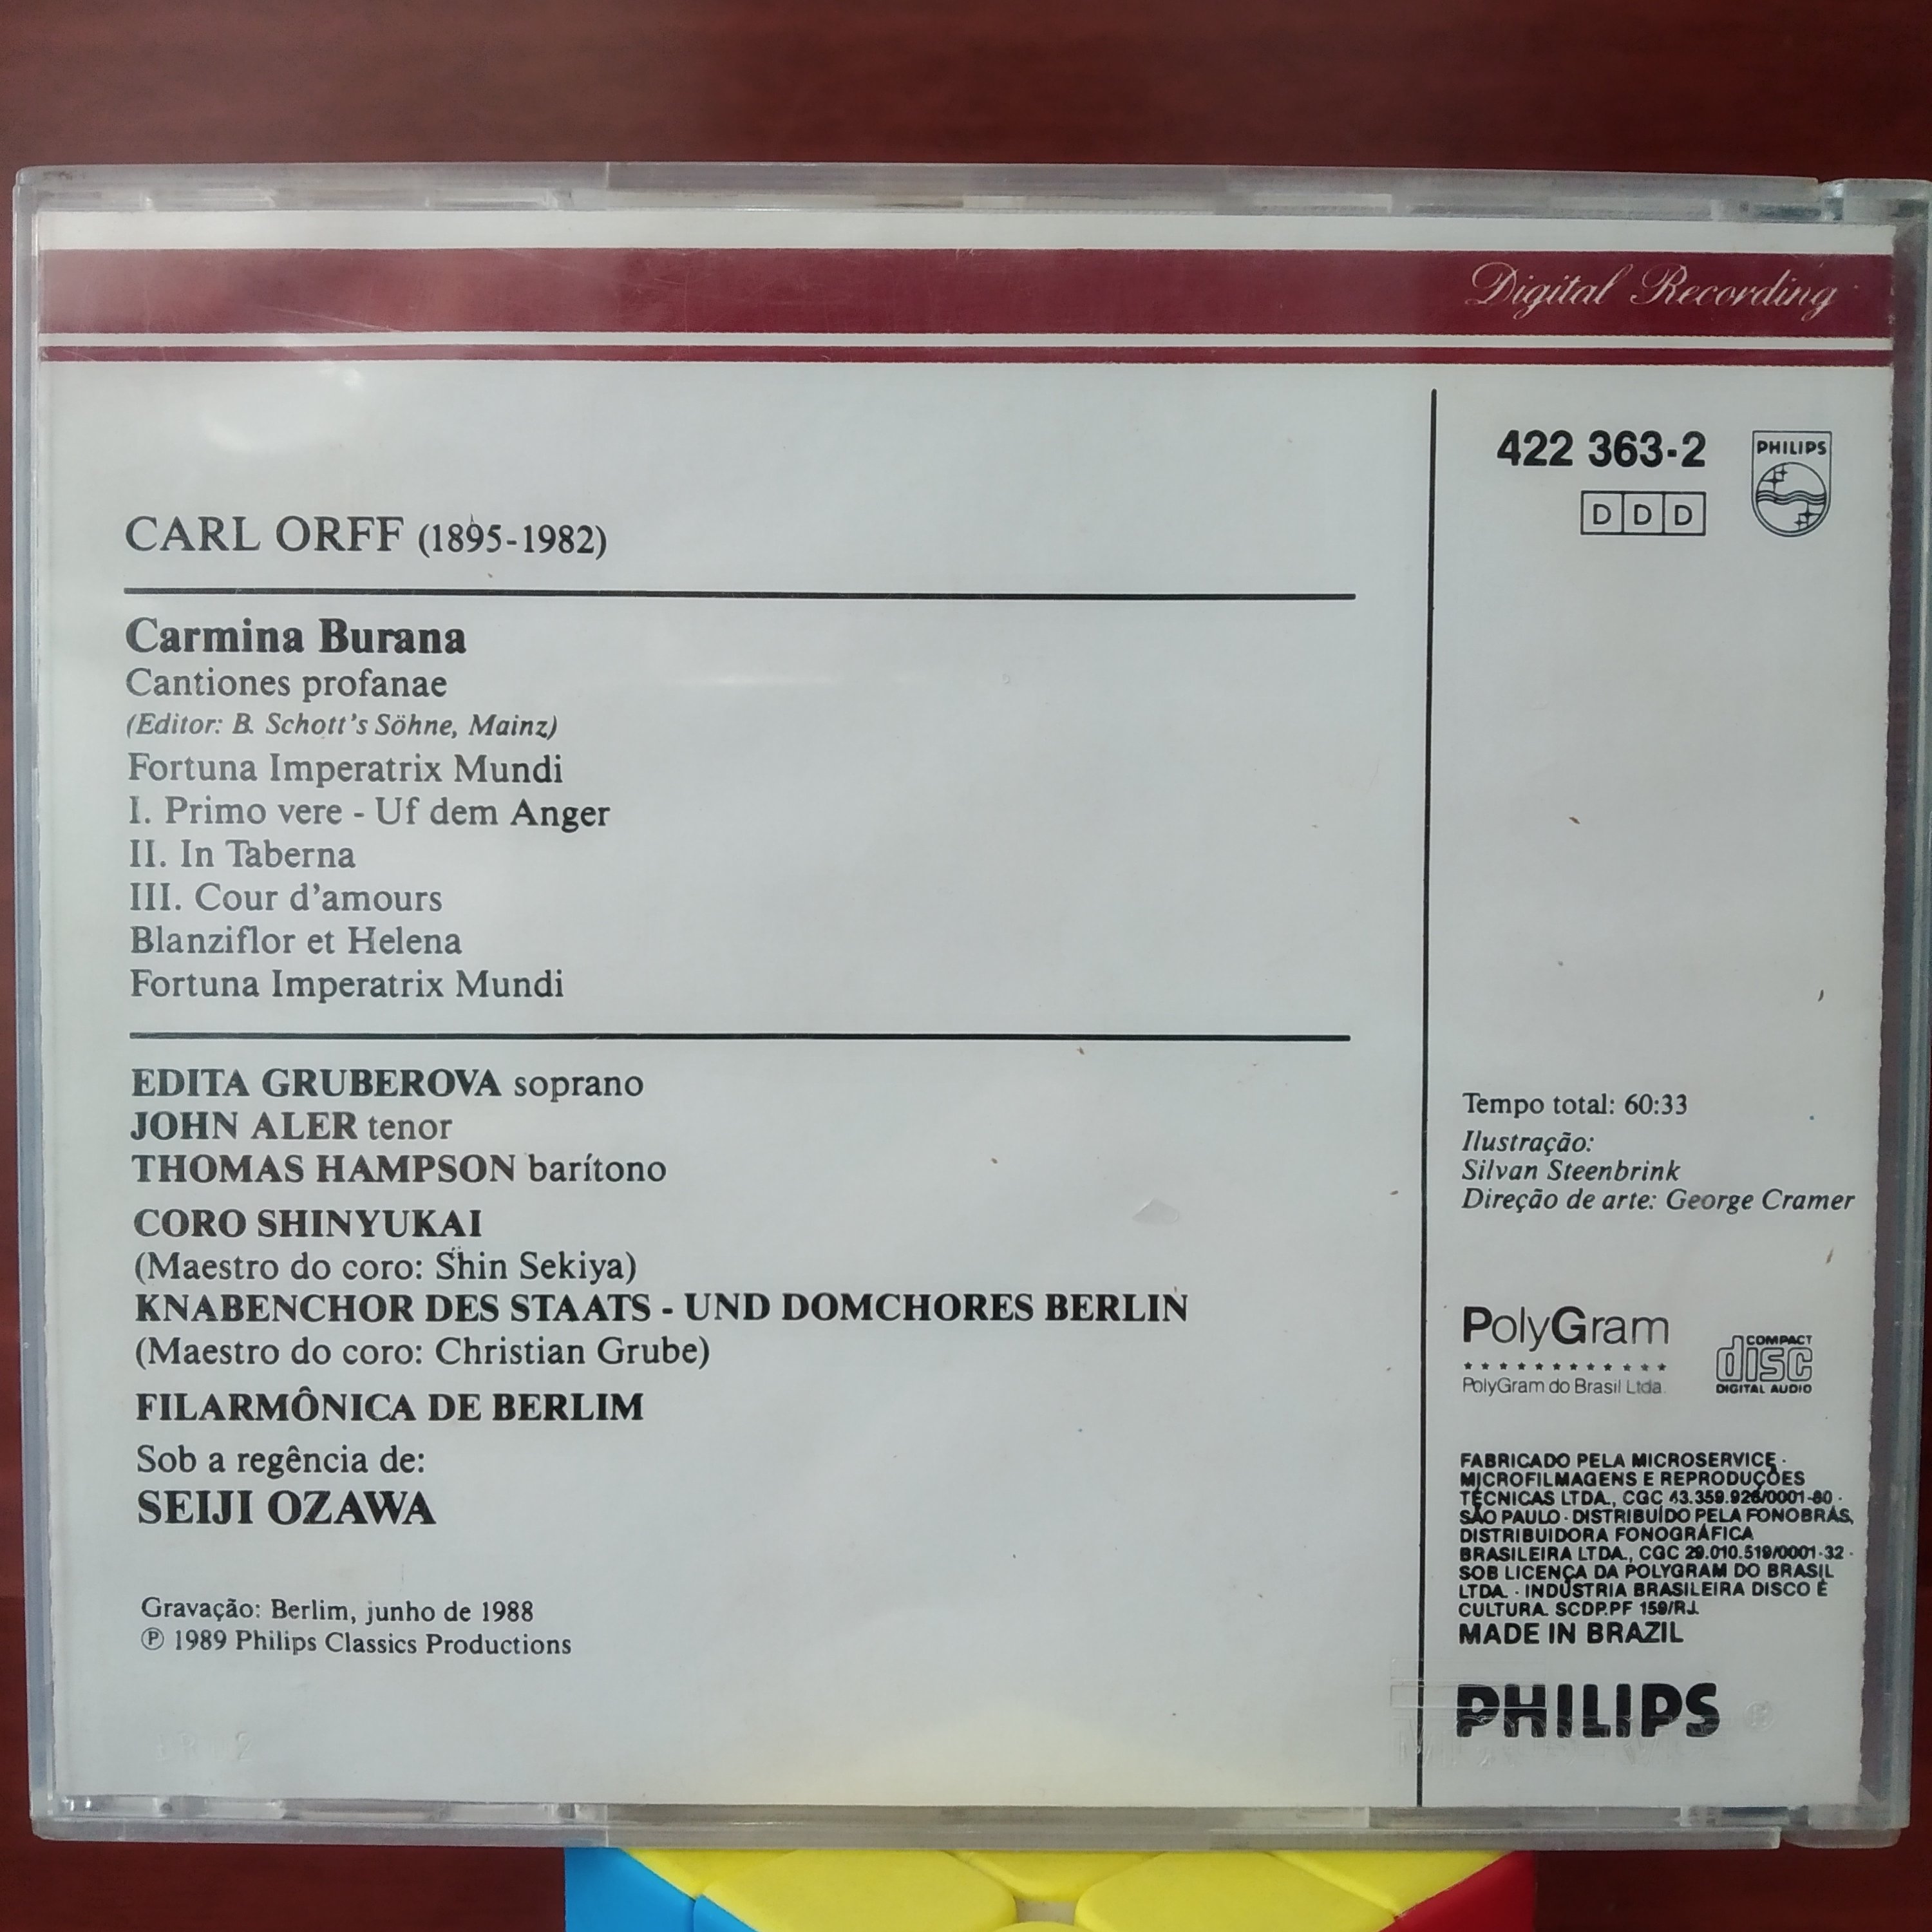 Digital Recording
422 363-2
PHILIPS
DDD
CARL ORFF (1895-1982)
Carmina Burana
Cantiones profanae
(Editor: B. Schott's Söhne, Mainz)
Fortuna Imperatrix Mundi
I. Primo vere - Uf dem Anger
II. In Taberna
III. Cour d'amours
Blanziflor et Helena
Fortuna Imperatrix Mundi
EDITA GRUBEROVA soprano
JOHN ALER tenor
THOMAS HAMPSON barítono
CORO SHINYUKAI
(Maestro do coro: Shin Sekiya)
KNABENCHOR DES STAATS - UND DOMCHORES BERLIN
(Maestro do coro: Christian Grube)
FILARMÔNICA DE BERLIM
Sob a regência de:
SEIJI OZAWA
Gravação: Berlim, junho de 1988
℗ 1989 Philips Classics Productions
Tempo total: 60:33
Ilustração:
Silvan Steenbrink
Direção de arte: George Cramer
PolyGram
PolyGram do Brasil Ltda.
COMPACT
disc
DIGITAL AUDIO
FABRICADO PELA MICROSERVICE -
MICROFILMAGENS E REPRODUÇÕES
TÉCNICAS LTDA., CGC 43.359.926/0001-80 -
SÃO PAULO - DISTRIBUÍDO PELA FONOBRÁS,
DISTRIBUIDORA FONOGRÁFICA
BRASILEIRA LTDA., CGC 29.010.519/0001-32 -
SOB LICENÇA DA POLYGRAM DO BRASIL
LTDA. - INDÚSTRIA BRASILEIRA DISCO É
CULTURA. SCDP.PF 159/RJ.
MADE IN BRAZIL
PHILIPS